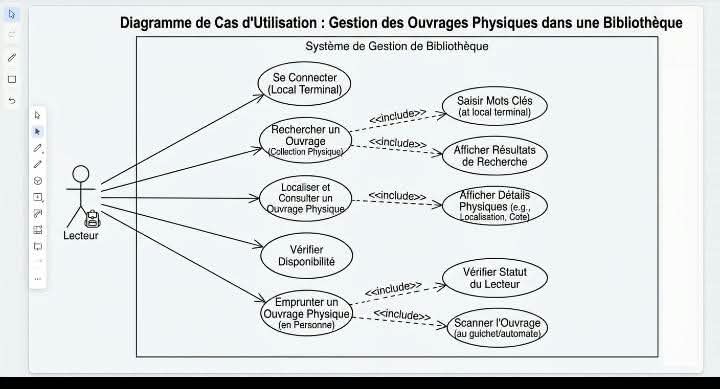 Diagramme de Cas d'Utilisation : Gestion des Ouvrages Physiques dans une Bibliothèque
Système de Gestion de Bibliothèque
Se Connecter
(Local Terminal)
Rechercher un
Ouvrage
(Collection Physique)
<<include>>
Saisir Mots Clés
(at local terminal)
<<include>>
Afficher Résultats
de Recherche
Localiser et
Consulter un
Ouvrage Physique
<<include>>
Afficher Détails
Physiques (e.g.,
Localisation, Cote)
Lecteur
Vérifier
Disponibilité
Emprunter un
Ouvrage Physique
(en Personne)
<<include>>
Vérifier Statut
du Lecteur
<<include>>
Scanner l'Ouvrage
(au guichet/automate)